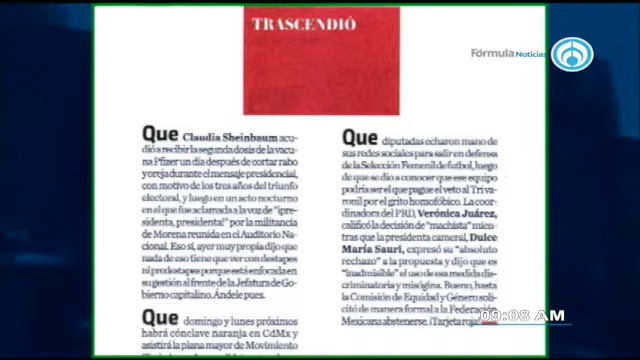 TRASCENDIÓ
Fórmula Noticias
Que Claudia Sheinbaum acu-
dió a recibir la segunda dosis de la vacu-
na Pfizer un día después de cortar rabo
y oreja durante el mensaje presidencial,
con motivo de los tres años del triunfo
electoral, y luego en un acto nocturno
en el que fue aclamada a la voz de "¡pre-
sidenta, presidenta!" por la militancia
de Morena reunida en el Auditorio Na-
cional. Eso sí, ayer muy propia dijo que
nada de eso tiene que ver con destapes
ni predestapes porque está enfocada en
su gestión al frente de la Jefatura de Go-
bierno capitalino. Ándele pues.
Que domingo y lunes próximos
habrá cónclave naranja en CdMx y
asistirá la plana mayor de Movimiento
Que diputadas echaron mano de
sus redes sociales para salir en defensa
de la Selección Femenil de futbol, luego
de que se dio a conocer que ese equipo
podría ser el que pague el veto al Tri va-
ronil por el grito homofóbico. La coor-
dinadora del PRD, Verónica Juárez,
calificó la decisión de "machista" mien-
tras que la presidenta cameral, Dulce
María Sauri, expresó su "absoluto
rechazo" a la propuesta y dijo que es
"inadmisible" el uso de esa medida dis-
criminatoria y misógina. Bueno, hasta
la Comisión de Equidad y Género soli-
citó de manera formal a la Federación
Mexicana abstenerse. ¡Tarjeta roja!
09:08 AM